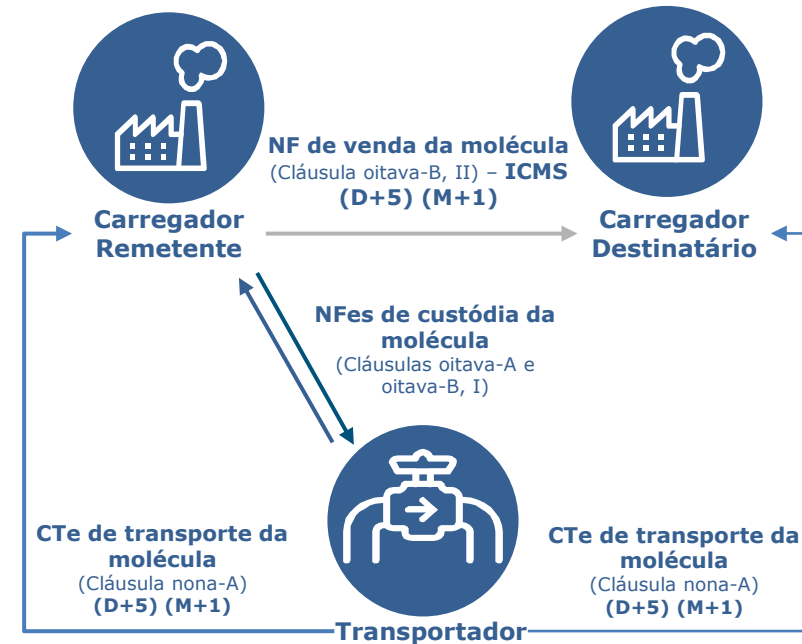 NF de venda da molécula
(Cláusula oitava-B, II) – ICMS
(D+5) (M+1)
Carregador
Remetente
Carregador
Destinatário
NFes de custódia da
molécula
(Cláusulas oitava-A e
oitava-B, I)
CTe de transporte da
molécula
(Cláusula nona-A)
(D+5) (M+1)
CTe de transporte da
molécula
(Cláusula nona-A)
(D+5) (M+1)
Transportador